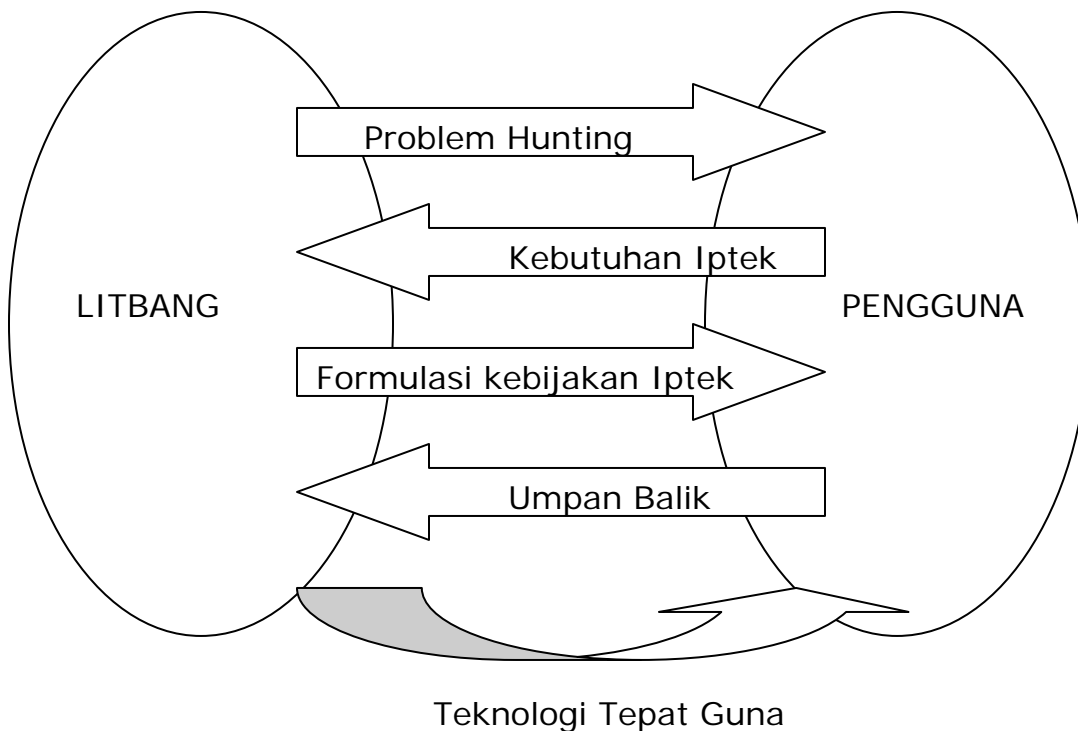 Problem Hunting
Kebutuhan Iptek
LITBANG
PENGGUNA
Formulasi kebijakan Iptek
Umpan Balik
Teknologi Tepat Guna